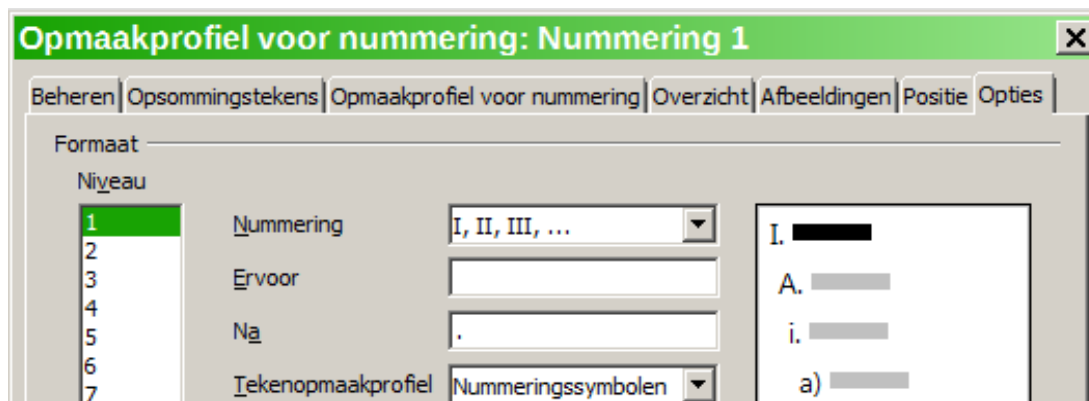 Opmaakprofiel voor nummering: Nummering 1
Beheren Opsommingstekens Opmaakprofiel voor nummering Overzicht Afbeeldingen Positie Opties
Formaat
Niveau
1
2
3
4
5
6
7
Nummering I, II, III, ...
Ervoor
Na .
Tekenopmaakprofiel Nummeringssymbolen
I.
A.
i.
a)